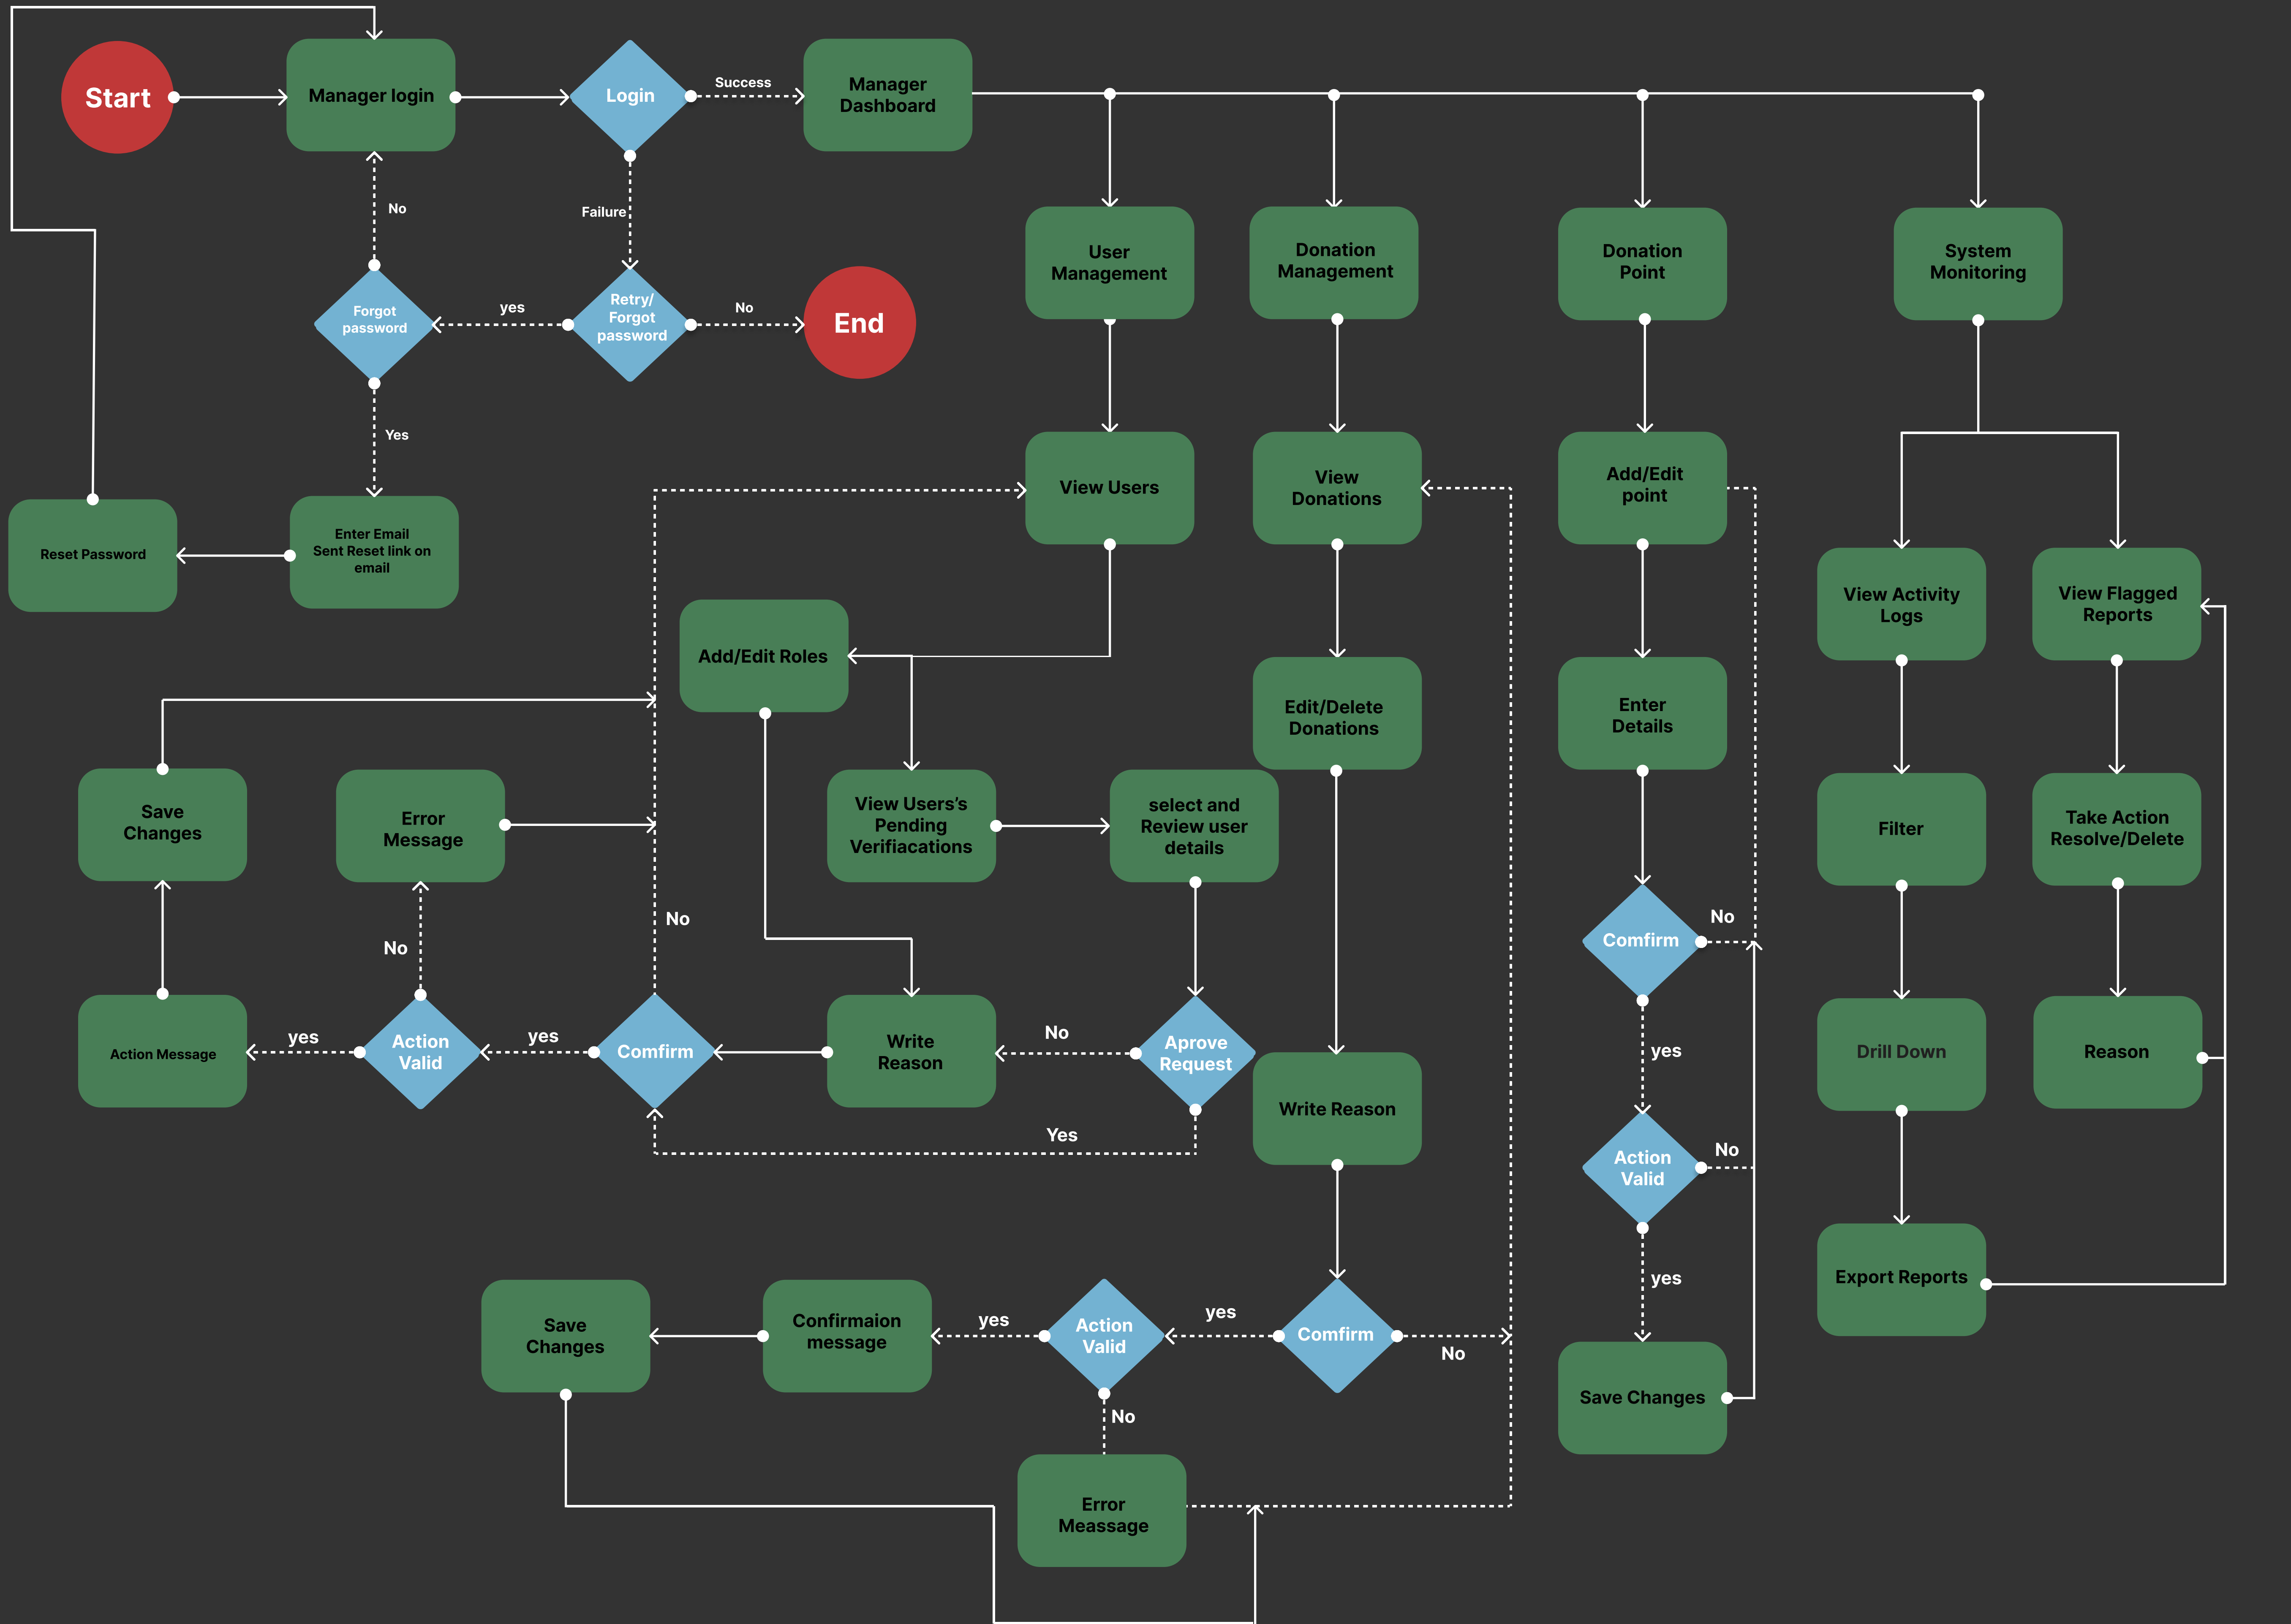 Start
Manager login
Login
Success
Manager
Dashboard
No
Failure
User
Management
Donation
Management
Donation
Point
System
Monitoring
Forgot
password
yes
Retry/
Forgot
password
No
End
Yes
Reset Password
Enter Email
Sent Reset link on
email
View Users
View
Donations
Add/Edit
point
View Activity
Logs
View Flagged
Reports
Add/Edit Roles
Edit/Delete
Donations
Enter
Details
Save
Changes
Error
Message
View Users’s
Pending
Verifiacations
select and
Review user
details
Filter
Take Action
Resolve/Delete
No
No
Comfirm
No
No
Action Message
yes
Action
Valid
yes
Comfirm
Write
Reason
No
Aprove
Request
Yes
Write Reason
yes
Drill Down
Reason
Action
Valid
No
yes
Export Reports
Save
Changes
Confirmaion
message
yes
Action
Valid
yes
Comfirm
No
Save Changes
No
Error
Meassage